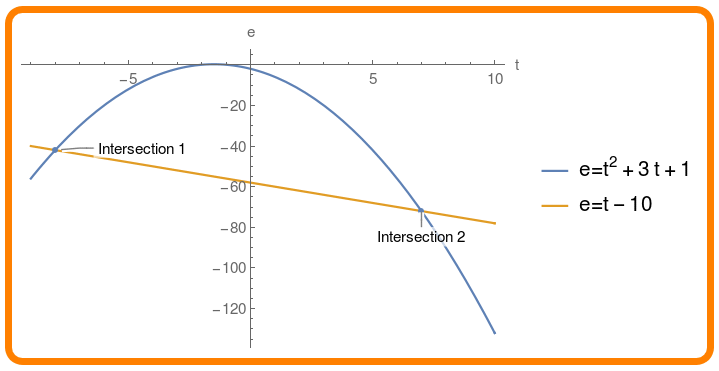 e
t
−5
5
10
−20
−40
−60
−80
−100
−120
Intersection 1
Intersection 2
e=t² + 3 t + 1
e=t − 10